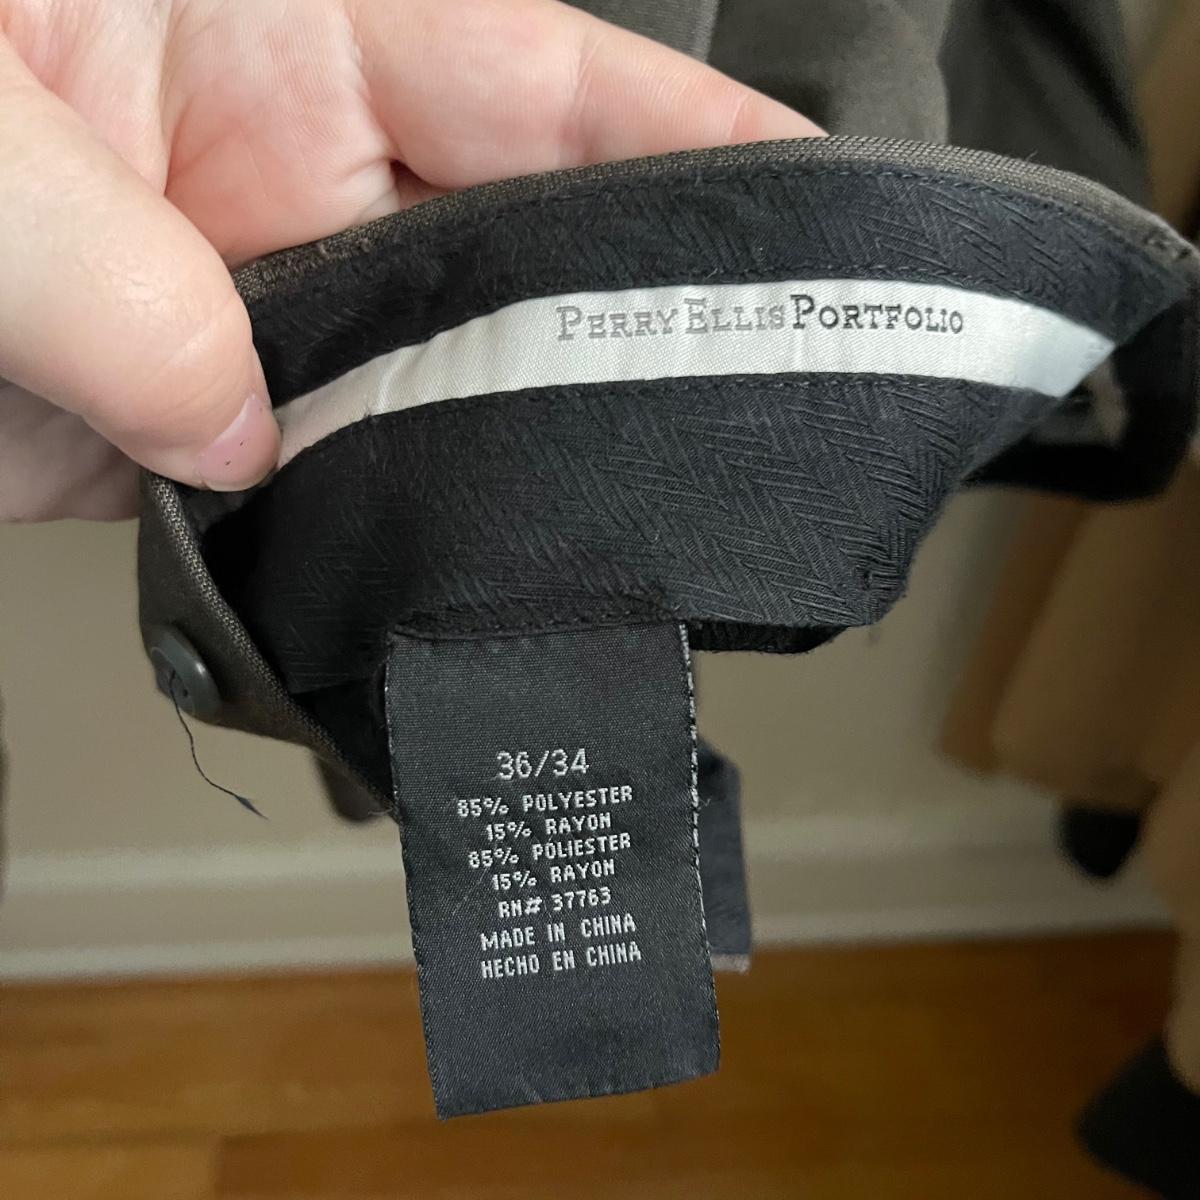 PERRY ELLIS PORTFOLIO
36/34
85% POLYESTER
15% RAYON
85% POLIESTER
15% RAYON
RN# 37763
MADE IN CHINA
HECHO EN CHINA